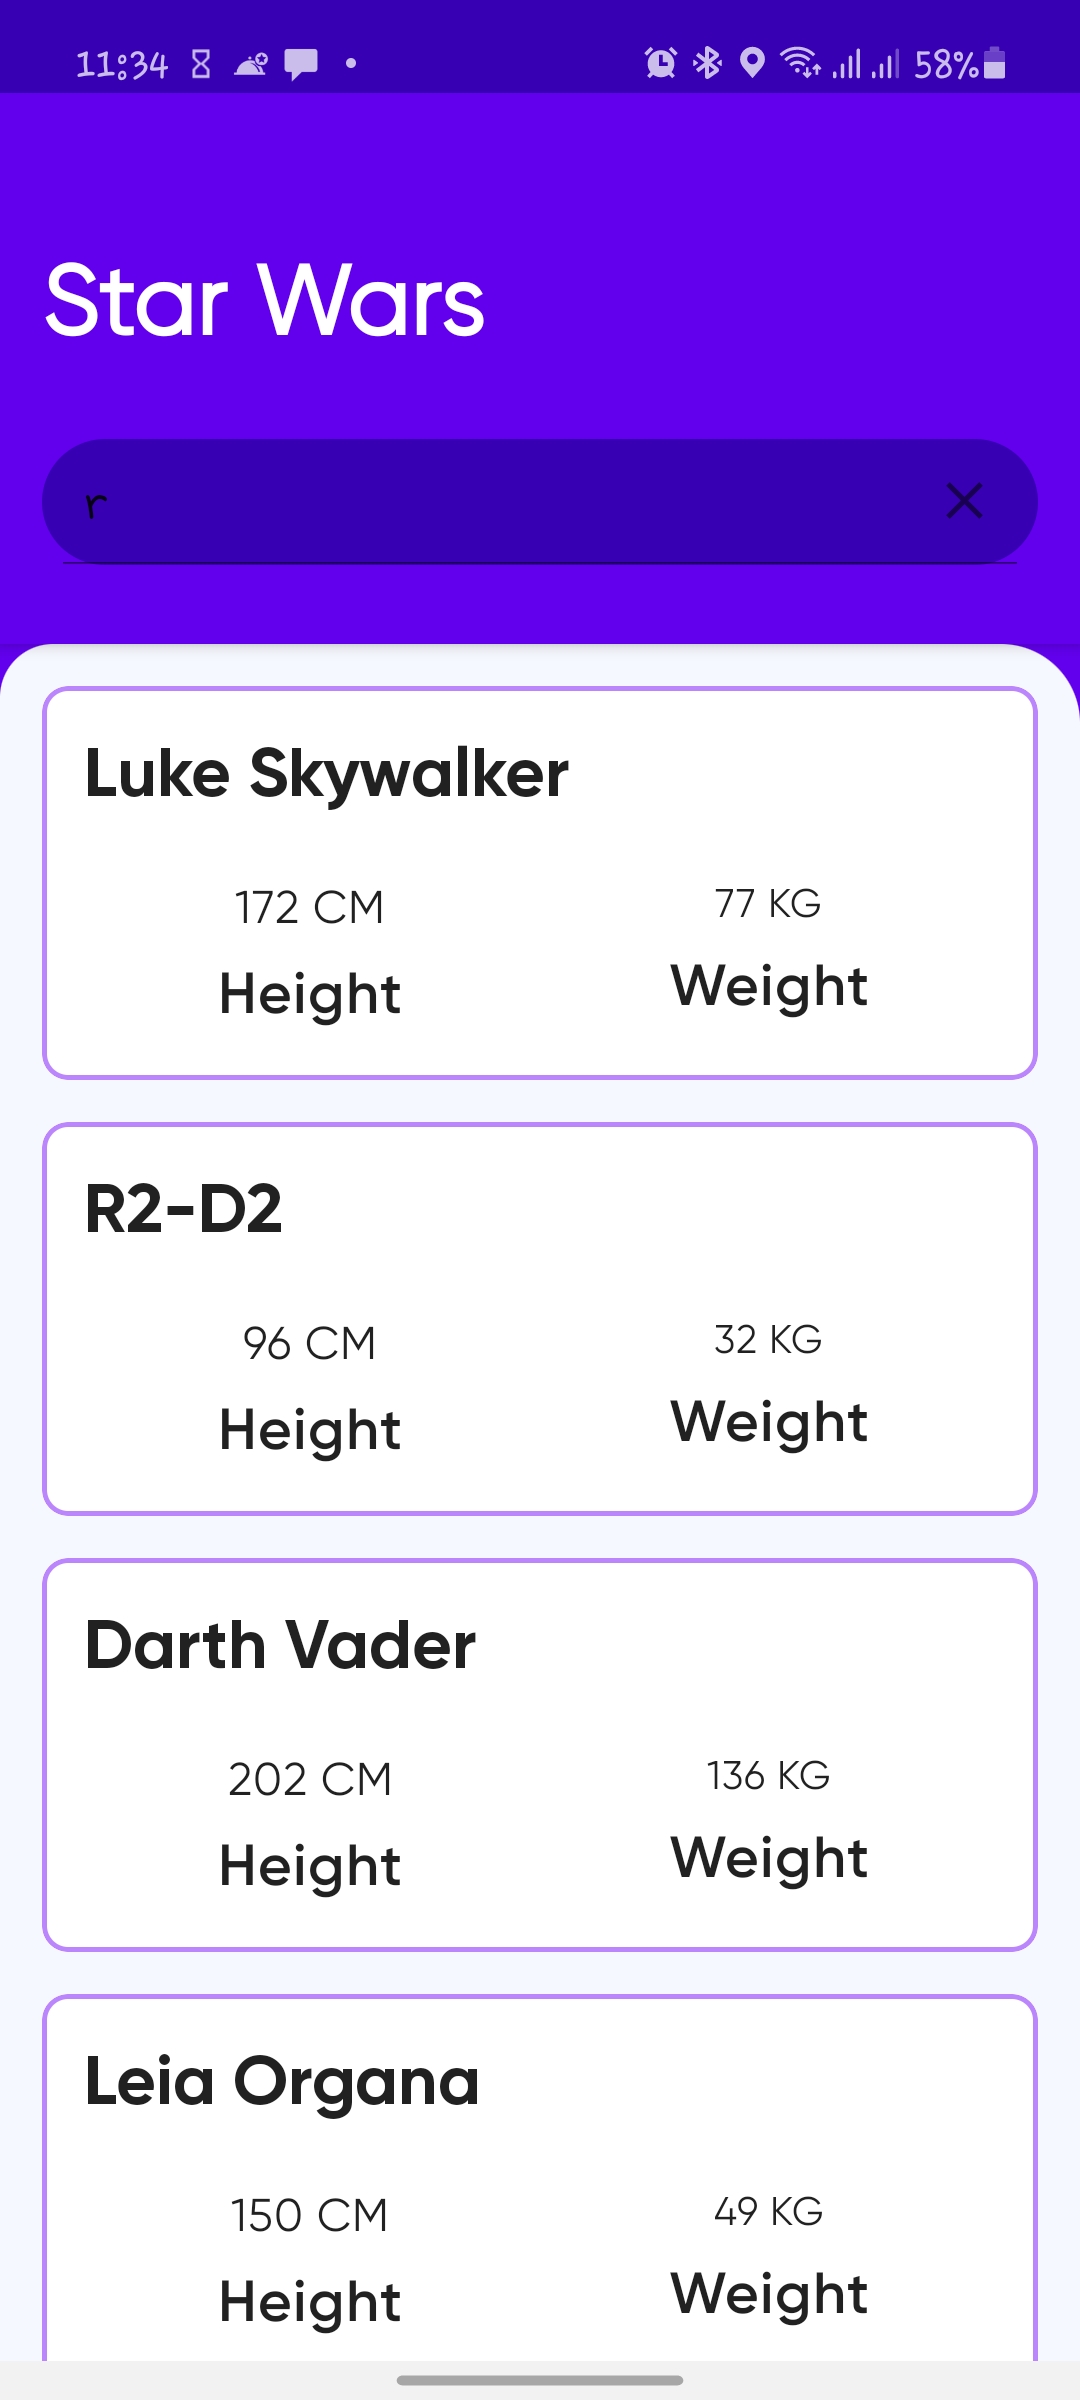 11:34 58%
Star Wars
r
Luke Skywalker
172 CM 77 KG
Height Weight
R2-D2
96 CM 32 KG
Height Weight
Darth Vader
202 CM 136 KG
Height Weight
Leia Organa
150 CM 49 KG
Height Weight